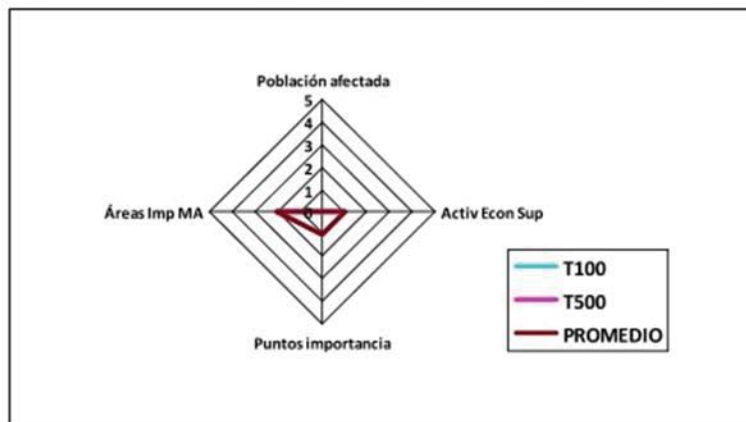 Población afectada
5
4
3
2
1
0
Áreas Imp MA
Activ Econ Sup
Puntos importancia
T100
T500
PROMEDIO